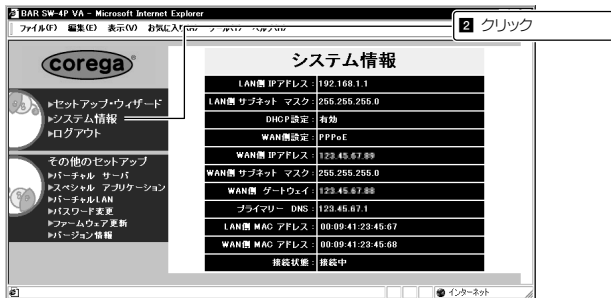 BAR SW-4P VA - Microsoft Internet Explorer
ファイル(F) 編集(E) 表示(V) お気に入り(A) ツール(T) ヘルプ(H)
2 クリック
corega
セットアップ・ウィザード
システム情報
ログアウト
その他のセットアップ
バーチャル サーバ
スペシャル アプリケーション
バーチャルLAN
パスワード変更
ファームウェア更新
バージョン情報
システム情報
LAN側 IPアドレス: 192.168.1.1
LAN側 サブネット マスク: 255.255.255.0
DHCP設定: 有効
WAN側設定: PPPoE
WAN側 IPアドレス: 123.45.67.89
WAN側 サブネット マスク: 255.255.255.0
WAN側 ゲートウェイ: 123.45.67.88
プライマリー DNS: 123.45.67.1
LAN側 MAC アドレス: 00:09:41:23:45:67
WAN側 MAC アドレス: 00:09:41:23:45:68
接続状態: 接続中
インターネット